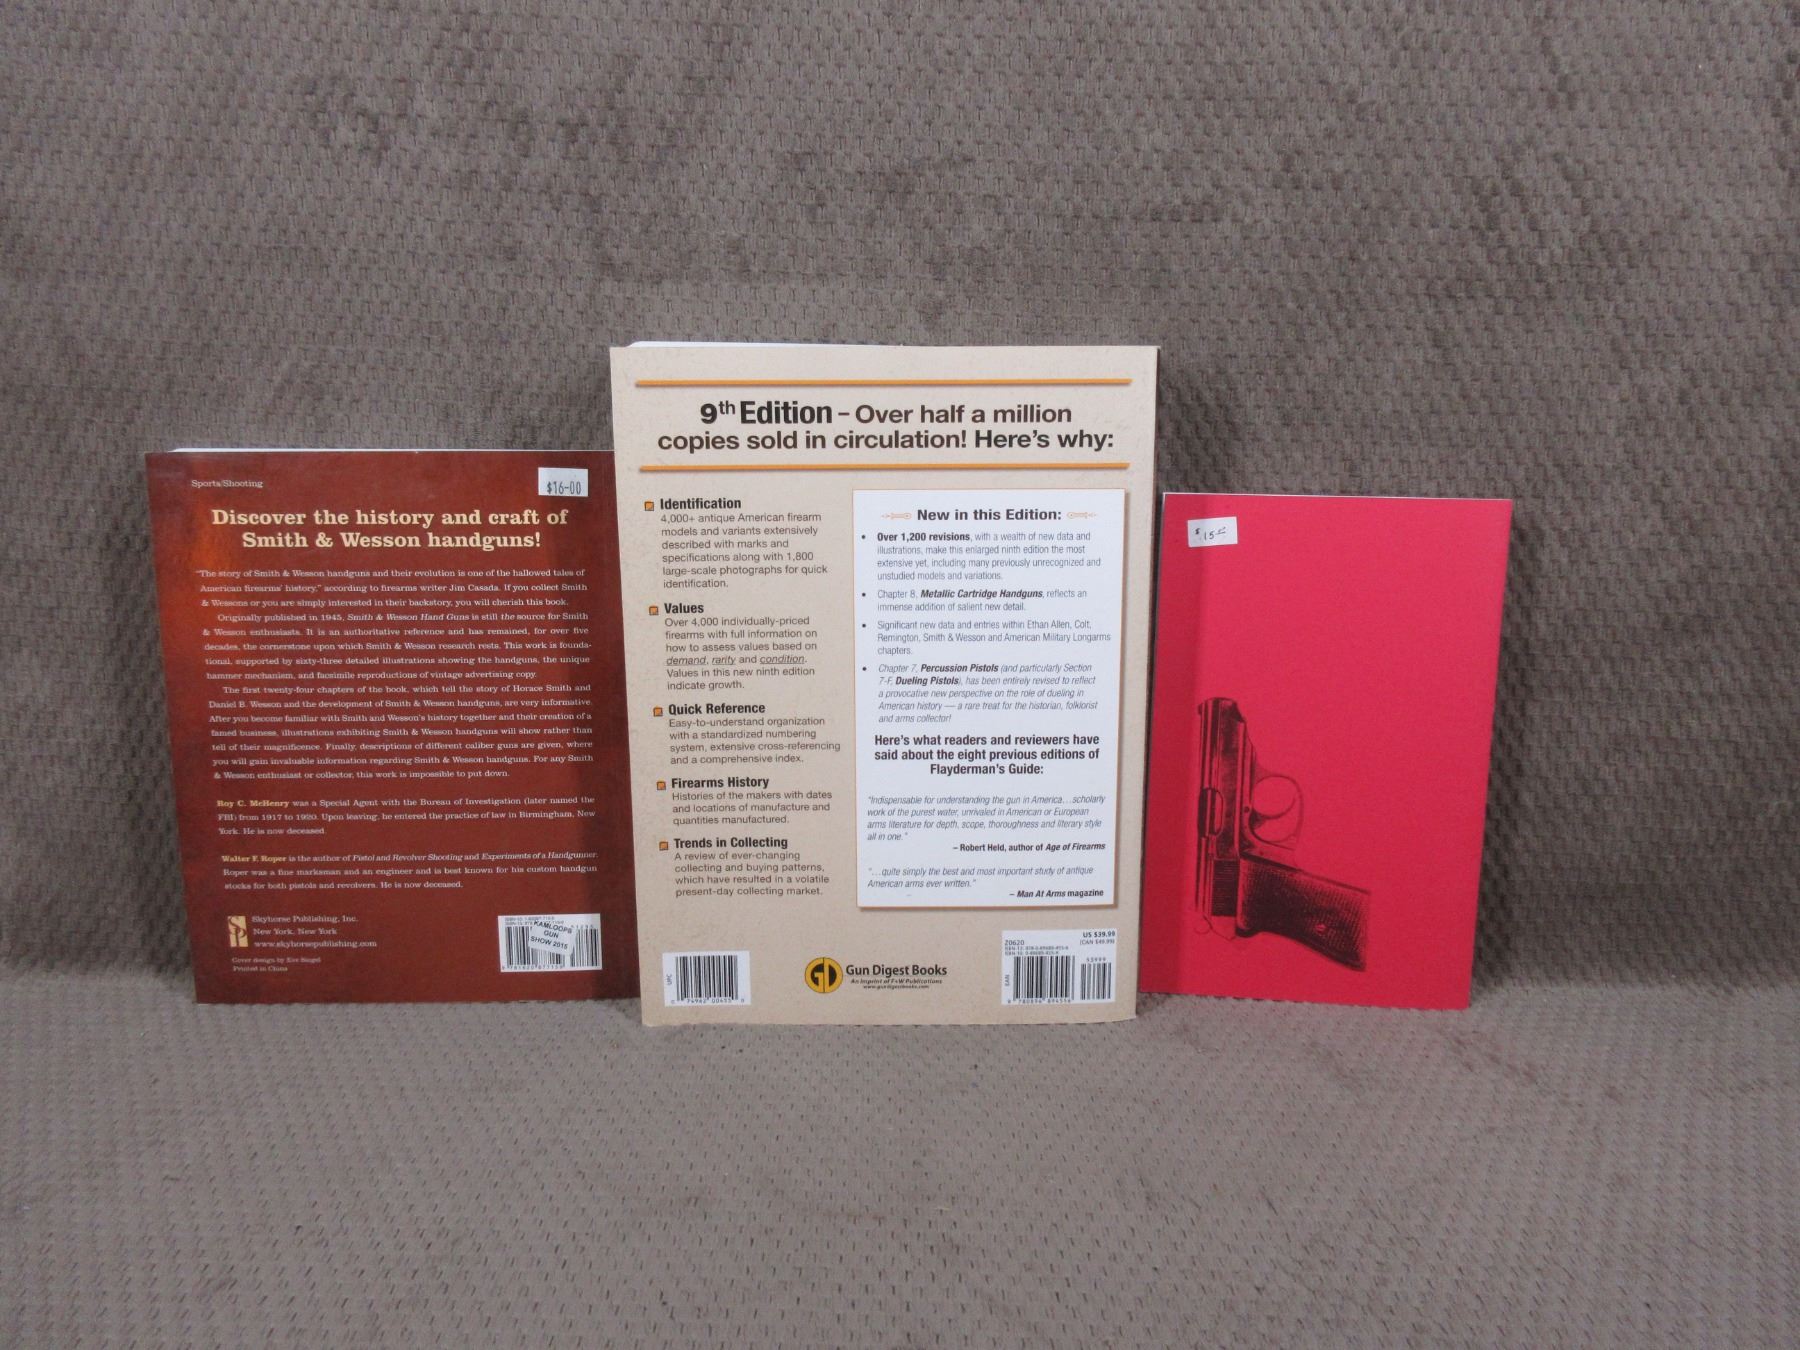 Sports/Shooting
$16-00
Discover the history and craft of
Smith & Wesson handguns!
"The story of Smith & Wesson handguns and their evolution is one of the hallowed tales of
American firearms' history," according to firearms writer Jim Casada. If you collect Smith
& Wessons or you are simply interested in their backstory, you will cherish this book.
Originally published in 1945, Smith & Wesson Hand Guns is still the source for Smith
& Wesson enthusiasts. It is an authoritative reference and has remained, for over five
decades, the cornerstone upon which Smith & Wesson research rests. This work is founda-
tional, supported by sixty-three detailed illustrations showing the handguns, the unique
hammer mechanism, and facsimile reproductions of vintage advertising copy.
The first twenty-four chapters of the book, which tell the story of Horace Smith and
Daniel B. Wesson and the development of Smith & Wesson handguns, are very informative.
After you become familiar with Smith and Wesson's history together and their creation of a
famed business, illustrations exhibiting Smith & Wesson handguns will show rather than
tell of their magnificence. Finally, descriptions of different caliber guns are given, where
you will gain invaluable information regarding Smith & Wesson handguns. For any Smith
& Wesson enthusiast or collector, this work is impossible to put down.
Roy C. McHenry was a Special Agent with the Bureau of Investigation (later named the
FBI) from 1917 to 1920. Upon leaving, he entered the practice of law in Birmingham, New
York. He is now deceased.
Walter F. Roper is the author of Pistol and Revolver Shooting and Experiments of a Handgunner.
Roper was a fine marksman and an engineer and is best known for his custom handgun
stocks for both pistols and revolvers. He is now deceased.
Skyhorse Publishing, Inc.
New York, New York
www.skyhorsepublishing.com
Cover design by Eve Siegel
Printed in China
KAMLOOPS
GUN
SHOW 2015
9th Edition – Over half a million
copies sold in circulation! Here's why:
Identification
4,000+ antique American firearm
models and variants extensively
described with marks and
specifications along with 1,800
large-scale photographs for quick
identification.
Values
Over 4,000 individually-priced
firearms with full information on
how to assess values based on
demand, rarity and condition.
Values in this new ninth edition
indicate growth.
Quick Reference
Easy-to-understand organization
with a standardized numbering
system, extensive cross-referencing
and a comprehensive index.
Firearms History
Histories of the makers with dates
and locations of manufacture and
quantities manufactured.
Trends in Collecting
A review of ever-changing
collecting and buying patterns,
which have resulted in a volatile
present-day collecting market.
New in this Edition:
• Over 1,200 revisions, with a wealth of new data and
illustrations, make this enlarged ninth edition the most
extensive yet, including many previously unrecognized and
unstudied models and variations.
• Chapter 8, Metallic Cartridge Handguns, reflects an
immense addition of salient new detail.
• Significant new data and entries within Ethan Allen, Colt,
Remington, Smith & Wesson and American Military Longarms
chapters.
• Chapter 7, Percussion Pistols (and particularly Section
7-F, Dueling Pistols), has been entirely revised to reflect
a provocative new perspective on the role of dueling in
American history — a rare treat for the historian, folklorist
and arms collector!
Here's what readers and reviewers have
said about the eight previous editions of
Flayderman's Guide:
"Indispensable for understanding the gun in America…scholarly
work of the purest water, unrivaled in American or European
arms literature for depth, scope, thoroughness and literary style
all in one."
– Robert Held, author of Age of Firearms
"…quite simply the best and most important study of antique
American arms ever written."
– Man At Arms magazine
UPC
0 74962 00455 0
GD Gun Digest Books
An Imprint of F+W Publications
www.gundigestbooks.com
US $39.99
Z0620 (CAN $49.99)
EAN
53999
$15